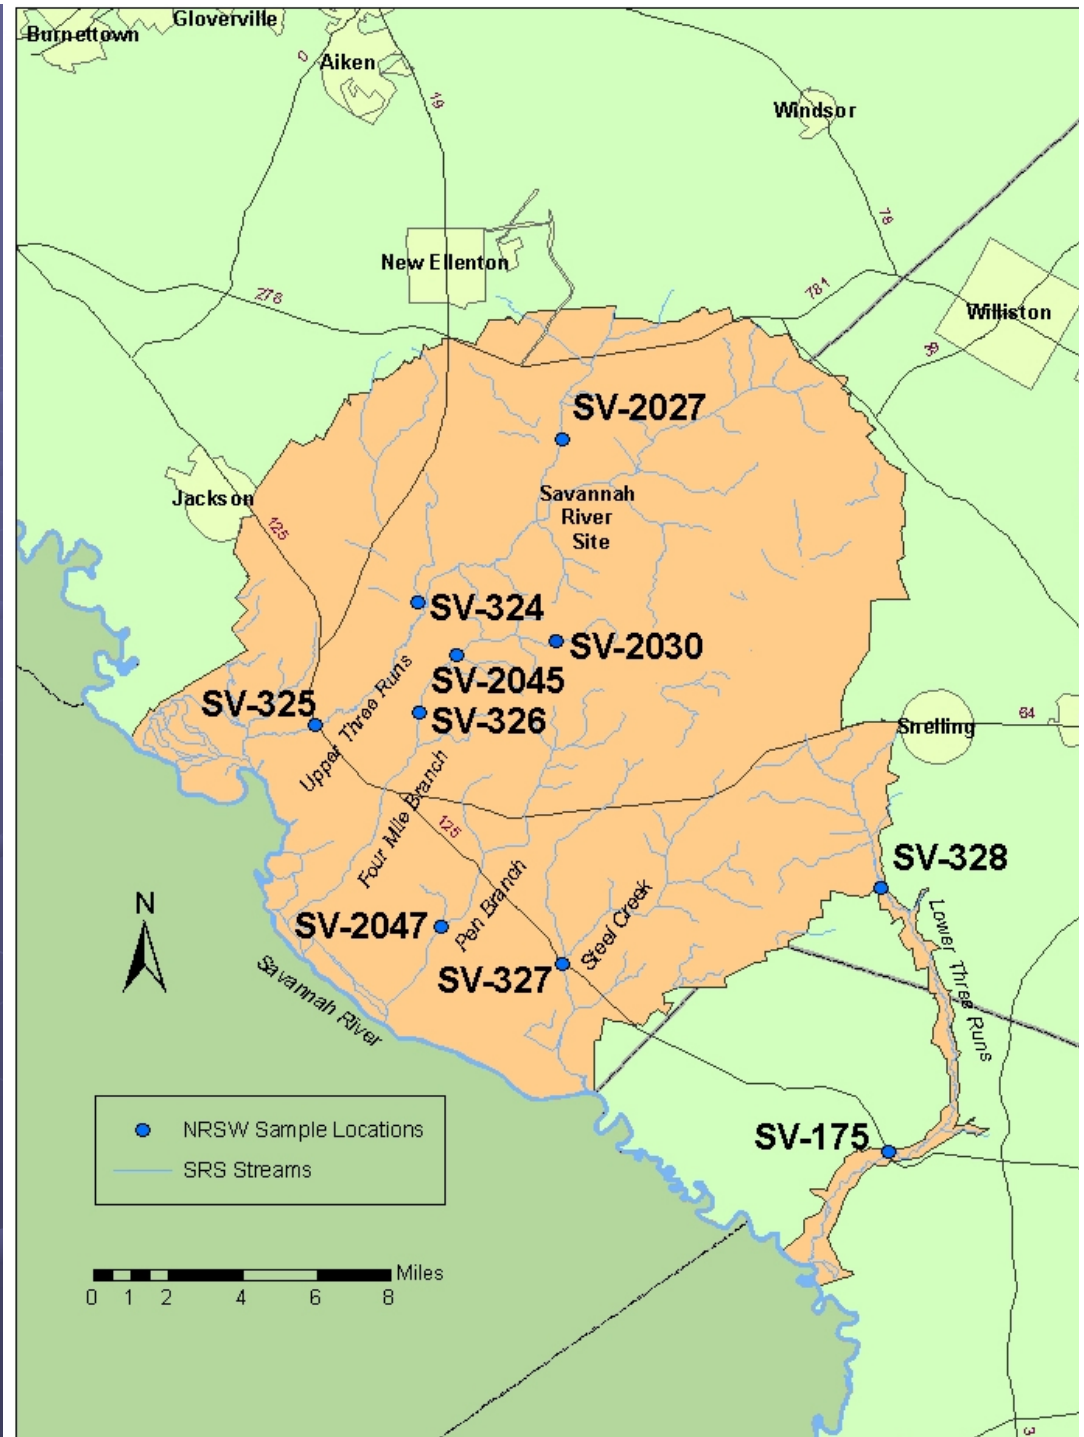 Gloverville
Burnettown
Aiken
0
19
Windsor
78
New Ellenton
278
781
Williston
39
SV-2027
Jackson
125
Savannah
River
Site
SV-324
SV-2030
SV-2045
SV-325
SV-326
Upper Three Runs
Snelling
64
Four Mile Branch
125
SV-328
Pen Branch
Steel Creek
SV-2047
SV-327
Lower Three Runs
N
Savannah River
NRSW Sample Locations
SRS Streams
SV-175
Miles
0 1 2 4 6 8
3